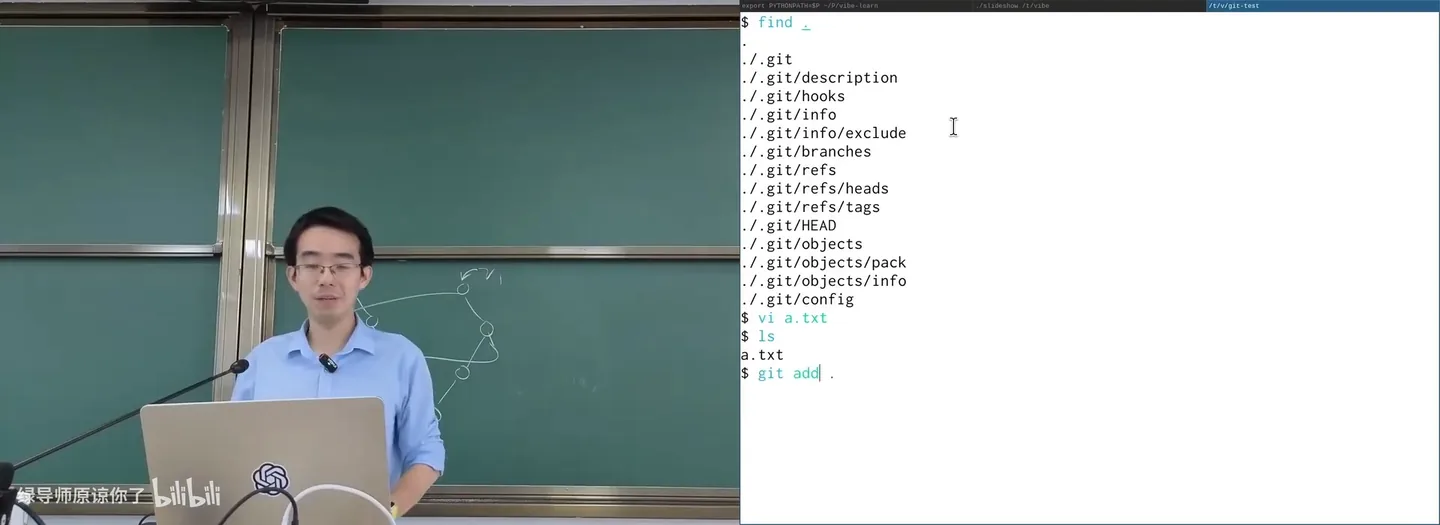 export PYTHONPATH=$P ~/P/vibe-learn
./slideshow /t/vibe
/t/v/git-test
$ find .
.
./.git
./.git/description
./.git/hooks
./.git/info
./.git/info/exclude
./.git/branches
./.git/refs
./.git/refs/heads
./.git/refs/tags
./.git/HEAD
./.git/objects
./.git/objects/pack
./.git/objects/info
./.git/config
$ vi a.txt
$ ls
a.txt
$ git add .
绿导师原谅你了 bilibili